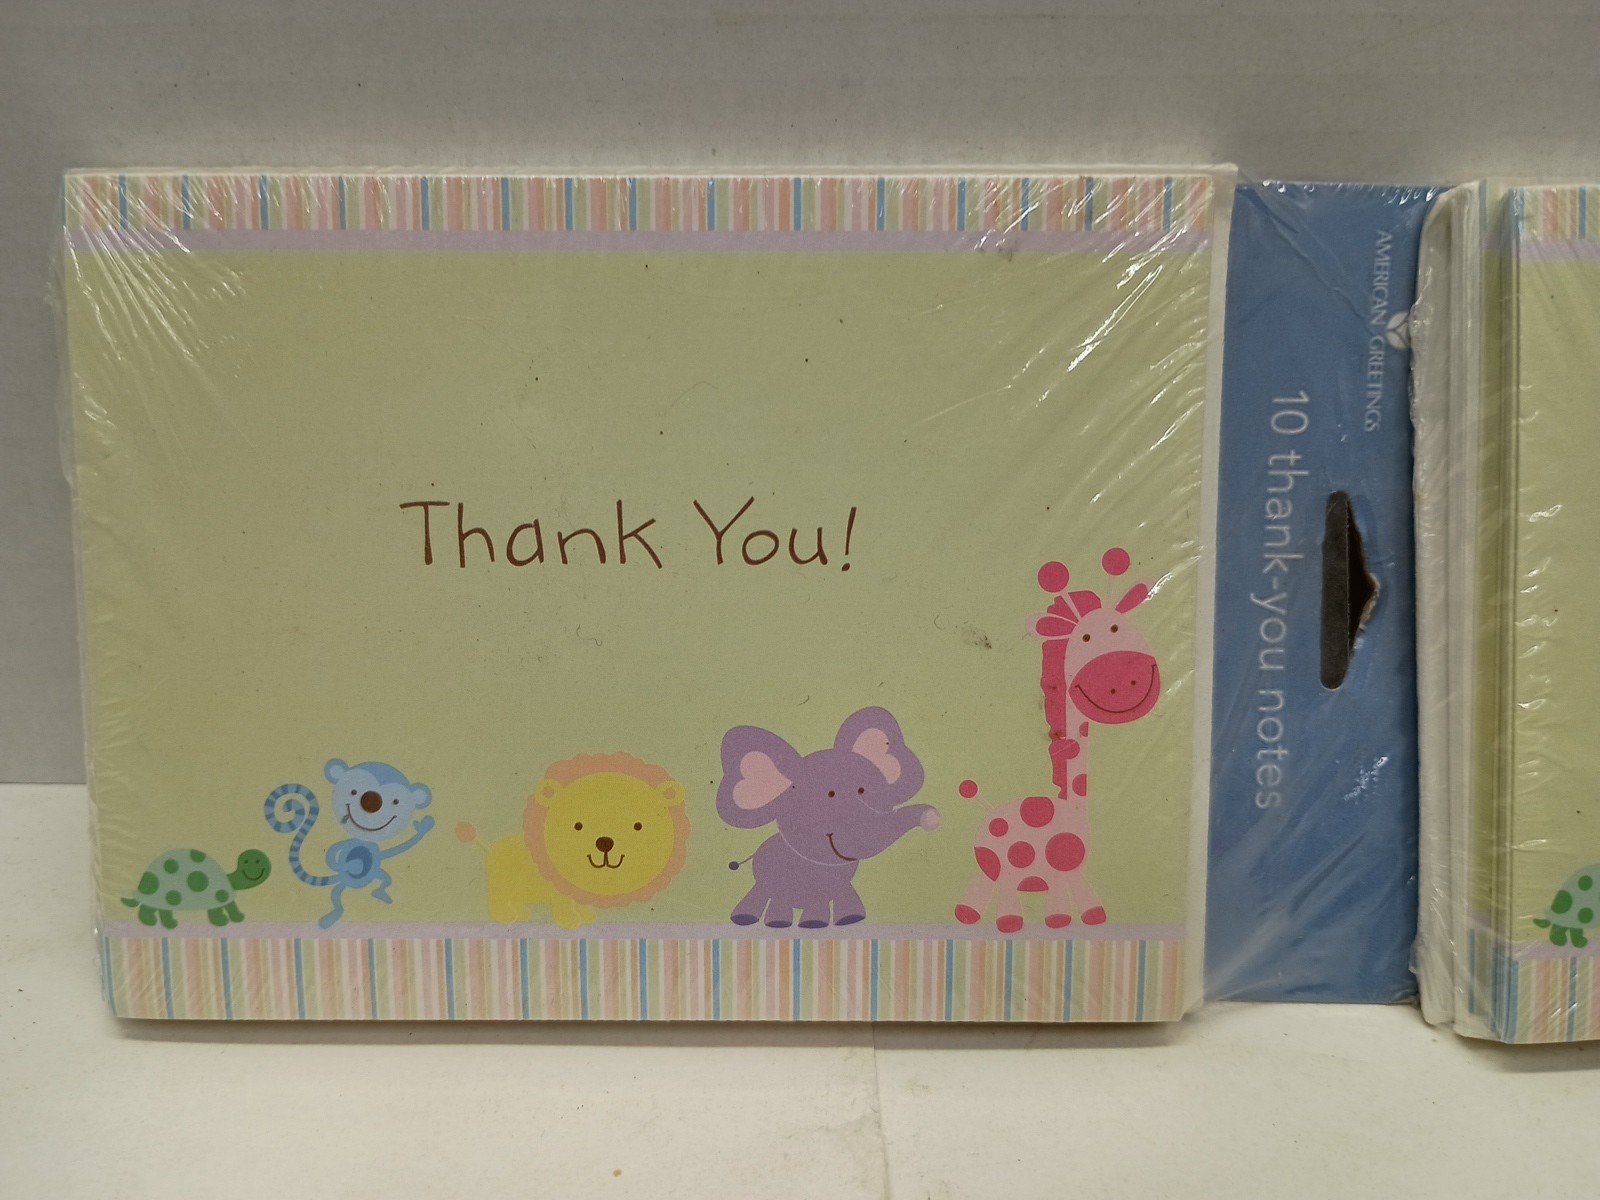 Thank You!
AMERICAN GREETINGS
10 thank-you notes